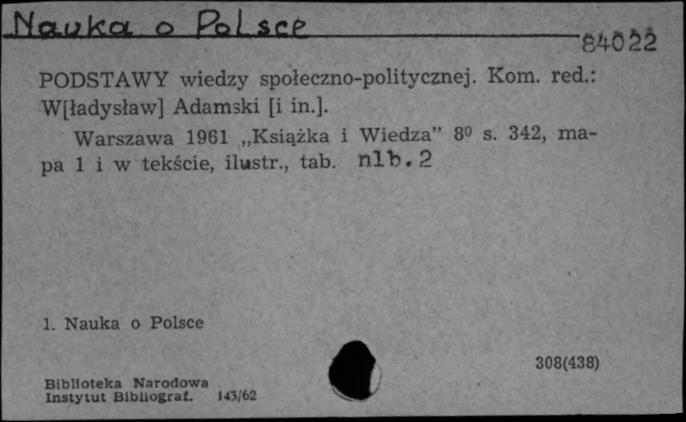 Nauka o Polsce
84022
PODSTAWY wiedzy społeczno-politycznej. Kom. red.:
W[ładysław] Adamski [i in.].
Warszawa 1961 „Książka i Wiedza” 8⁰ s. 342, ma-
pa 1 i w tekście, ilustr., tab. nlb. 2
1. Nauka o Polsce
308(438)
Biblioteka Narodowa
Instytut Bibliograf. 143/62